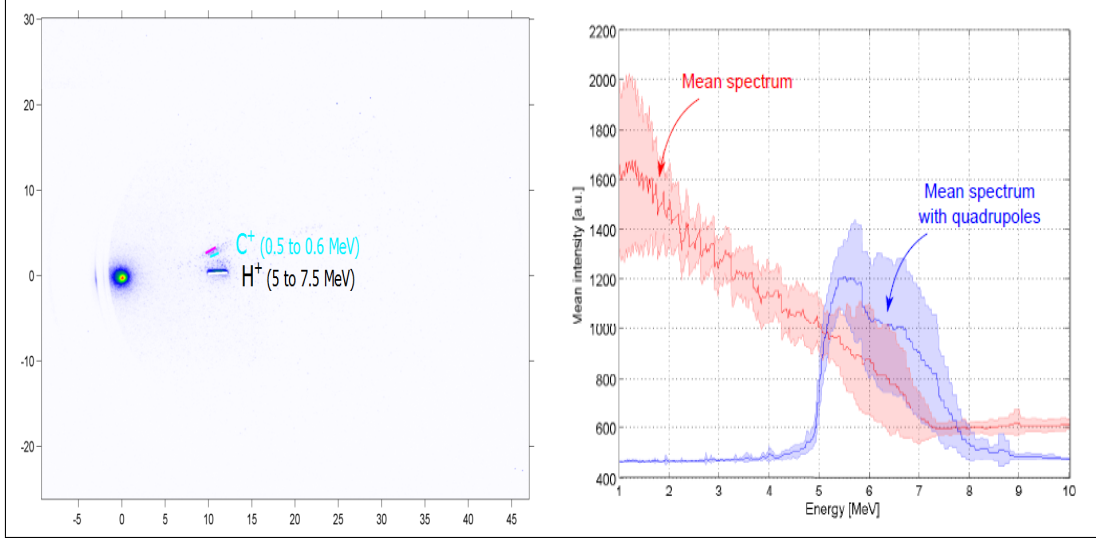 30
20
10
0
-10
-20
-5 0 5 10 15 20 25 30 35 40 45
C+ (0.5 to 0.6 MeV)
H+ (5 to 7.5 MeV)
2200
2000
1800
1600
1400
1200
1000
800
600
400
Mean intensity [a.u.]
Mean spectrum
Mean spectrum
with quadrupoles
1 2 3 4 5 6 7 8 9 10
Energy [MeV]